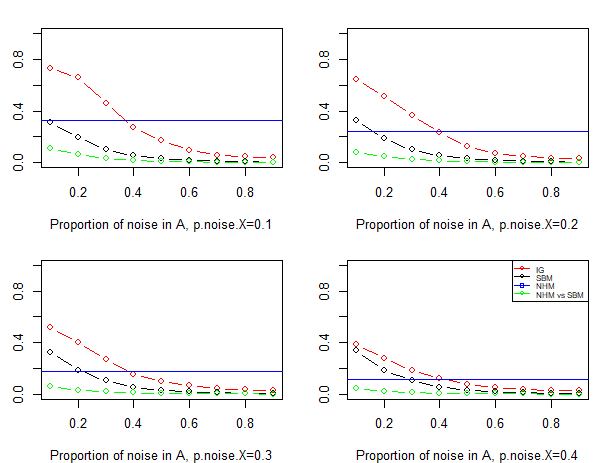 0.0 0.4 0.8
0.2 0.4 0.6 0.8
Proportion of noise in A, p.noise.X=0.1
0.0 0.4 0.8
0.2 0.4 0.6 0.8
Proportion of noise in A, p.noise.X=0.2
0.0 0.4 0.8
0.2 0.4 0.6 0.8
Proportion of noise in A, p.noise.X=0.3
0.0 0.4 0.8
IG
SBM
NHM
NHM vs SBM
0.2 0.4 0.6 0.8
Proportion of noise in A, p.noise.X=0.4